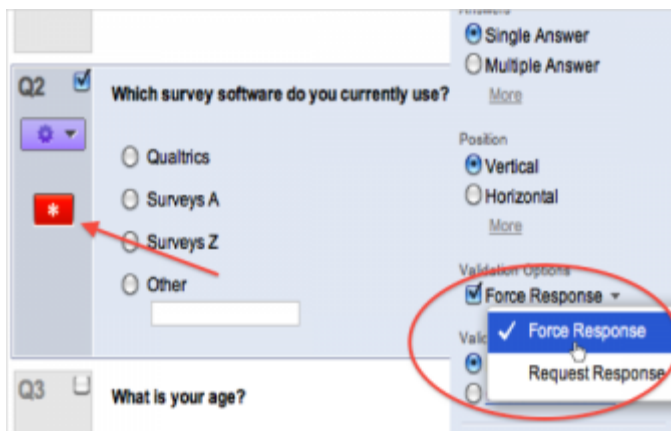 Q2
Which survey software do you currently use?
*
Qualtrics
Surveys A
Surveys Z
Other
Q3
What is your age?
Answers
Single Answer
Multiple Answer
More
Position
Vertical
Horizontal
More
Validation Options
Force Response
Force Response
Request Response